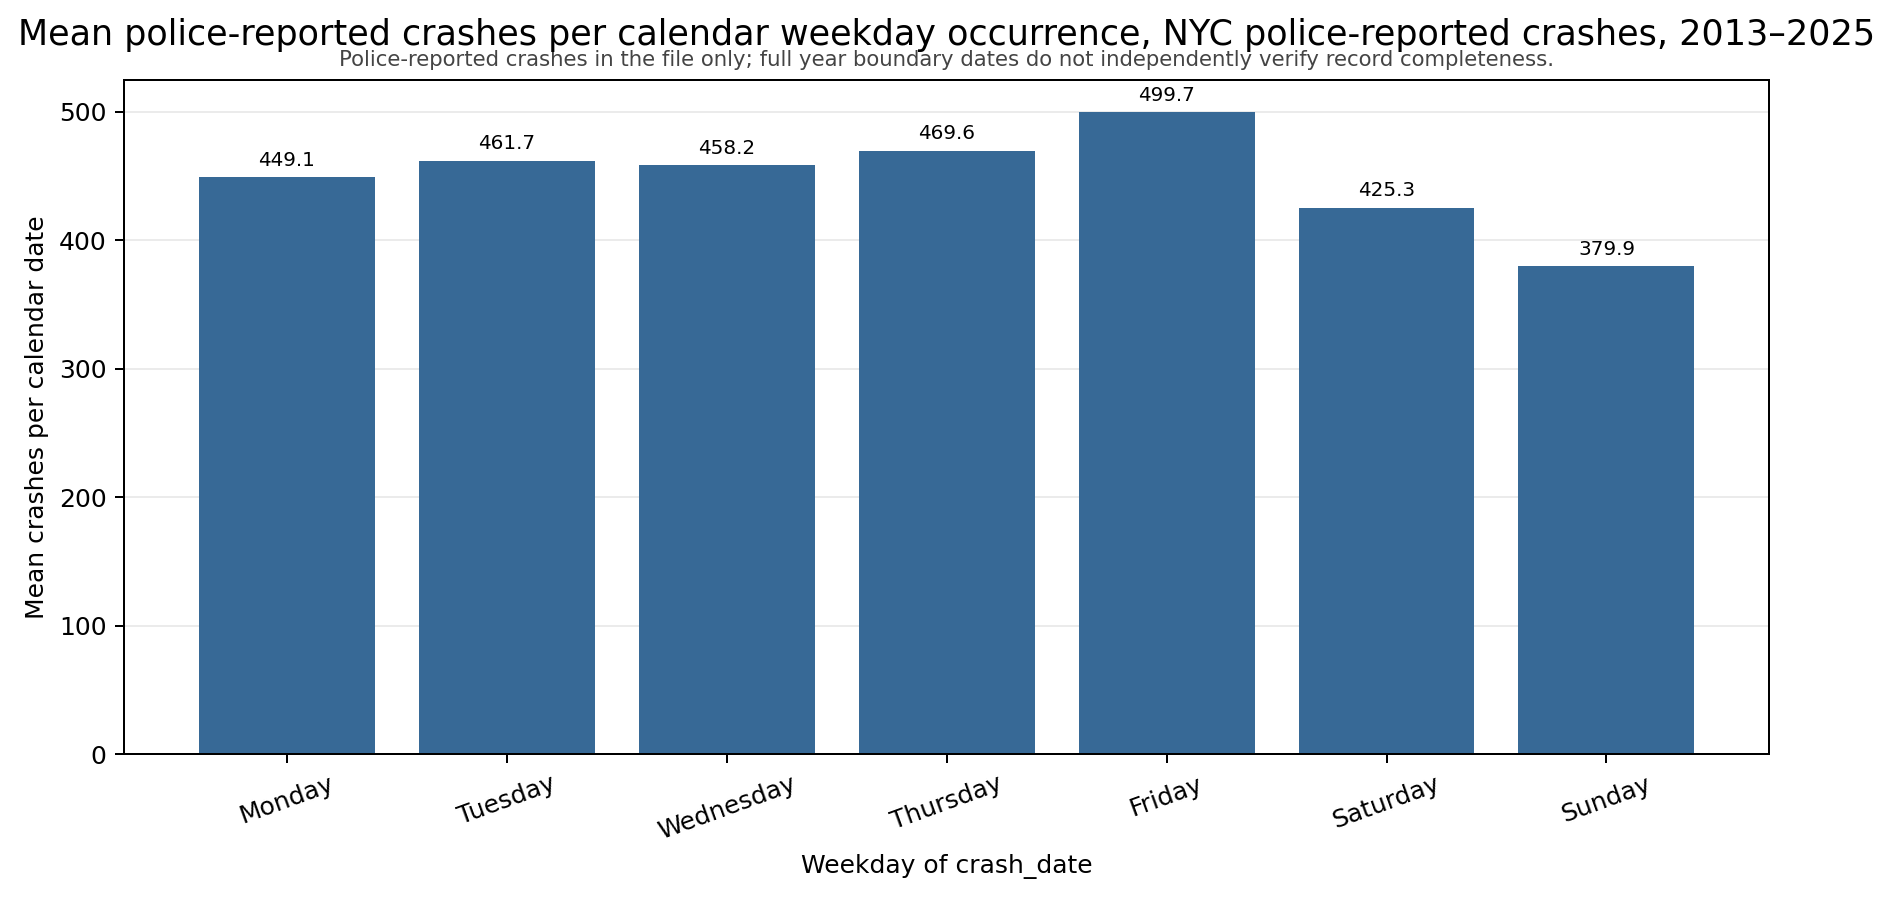 Mean police-reported crashes per calendar weekday occurrence, NYC police-reported crashes, 2013–2025
Police-reported crashes in the file only; full year boundary dates do not independently verify record completeness.
Mean crashes per calendar date
500
400
300
200
100
0
449.1
461.7
458.2
469.6
499.7
425.3
379.9
Monday
Tuesday
Wednesday
Thursday
Friday
Saturday
Sunday
Weekday of crash_date